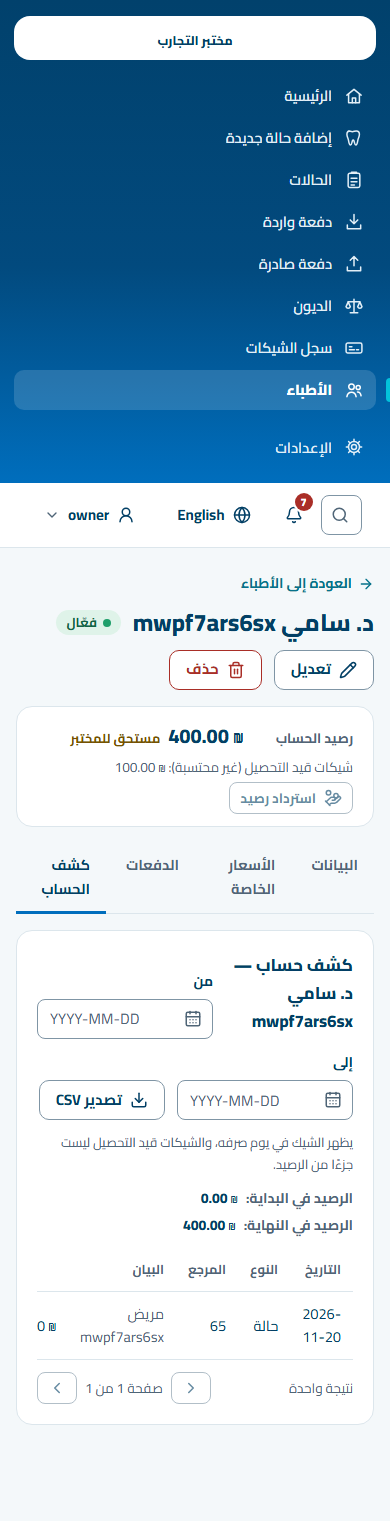 مختبر التجارب
الرئيسية
إضافة حالة جديدة
الحالات
دفعة واردة
دفعة صادرة
الديون
سجل الشيكات
الأطباء
الإعدادات
7
English
owner
العودة إلى الأطباء
د. سامي mwpf7ars6sx
فعّال
تعديل
حذف
رصيد الحساب
₪ 400.00 مستحق للمختبر
شيكات قيد التحصيل (غير محتسبة): ₪ 100.00
استرداد رصيد
البيانات
الأسعار الخاصة
الدفعات
كشف الحساب
كشف حساب —
د. سامي
mwpf7ars6sx
من
YYYY-MM-DD
إلى
YYYY-MM-DD
تصدير CSV
يظهر الشيك في يوم صرفه، والشيكات قيد التحصيل ليست
جزءًا من الرصيد.
الرصيد في البداية: ₪ 0.00
الرصيد في النهاية: ₪ 400.00
التاريخ النوع المرجع البيان
2026-11-20 حالة 65 مريض mwpf7ars6sx ₪ 0
نتيجة واحدة
صفحة 1 من 1